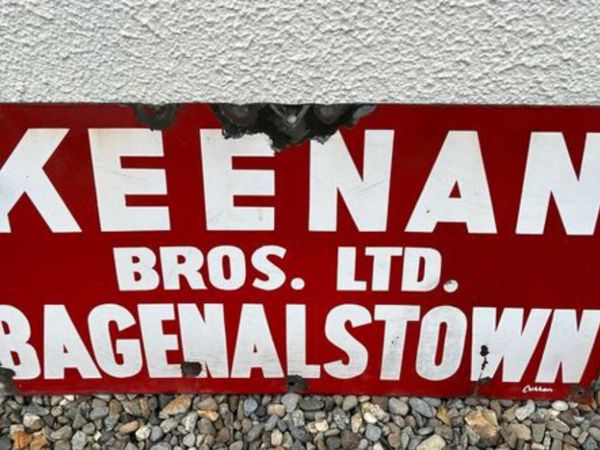 KEENAN
BROS. LTD.
BAGENALSTOWN